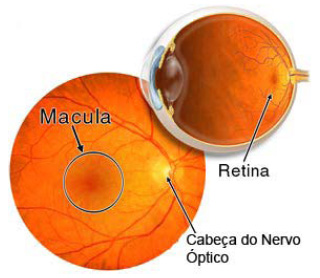 Macula
Retina
Cabeça do Nervo
Óptico